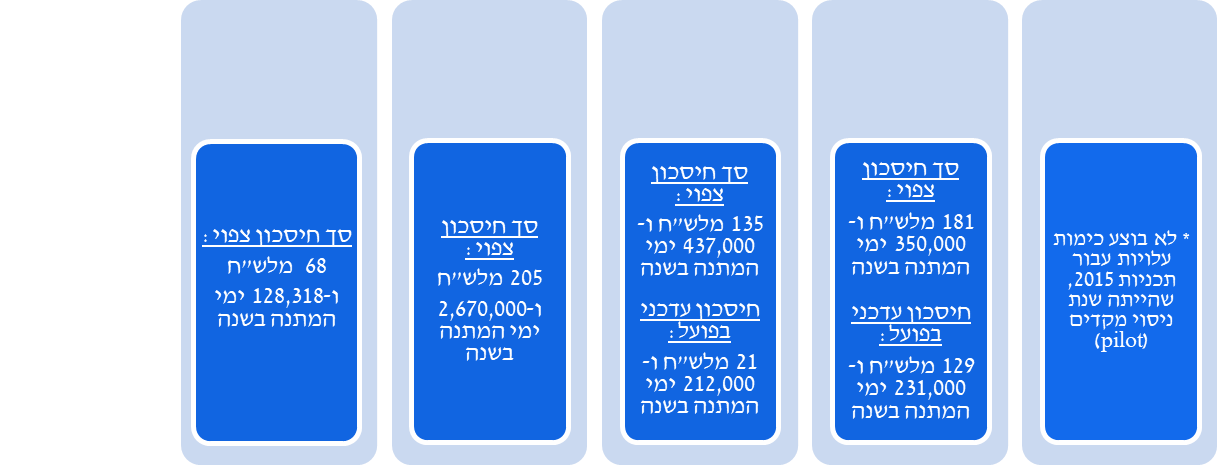 * לא בוצע כימות
עלויות עבור
תכניות 2015,
שהייתה שנת
ניסוי מקדים
(pilot)
סך חיסכון
צפוי :
181 מלש״ח ו-
350,000 ימי
המתנה בשנה
חיסכון עדכני
בפועל :
129 מלש״ח ו-
231,000 ימי
המתנה בשנה
סך חיסכון
צפוי :
135 מלש״ח ו-
437,000 ימי
המתנה בשנה
חיסכון עדכני
בפועל :
21 מלש״ח ו-
212,000 ימי
המתנה בשנה
סך חיסכון
צפוי :
205 מלש״ח
ו-2,670,000
ימי המתנה
בשנה
סך חיסכון צפוי :
68 מלש״ח
ו-128,318 ימי
המתנה בשנה